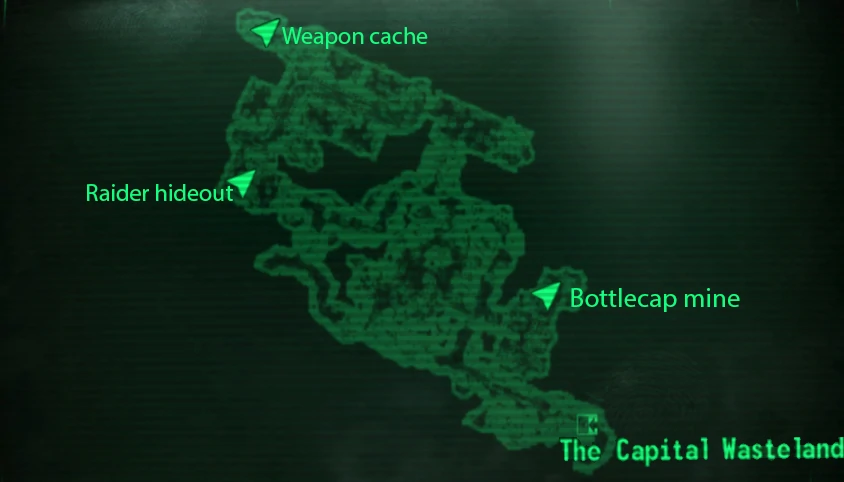 Weapon cache
Raider hideout
Bottlecap mine
The Capital Wasteland